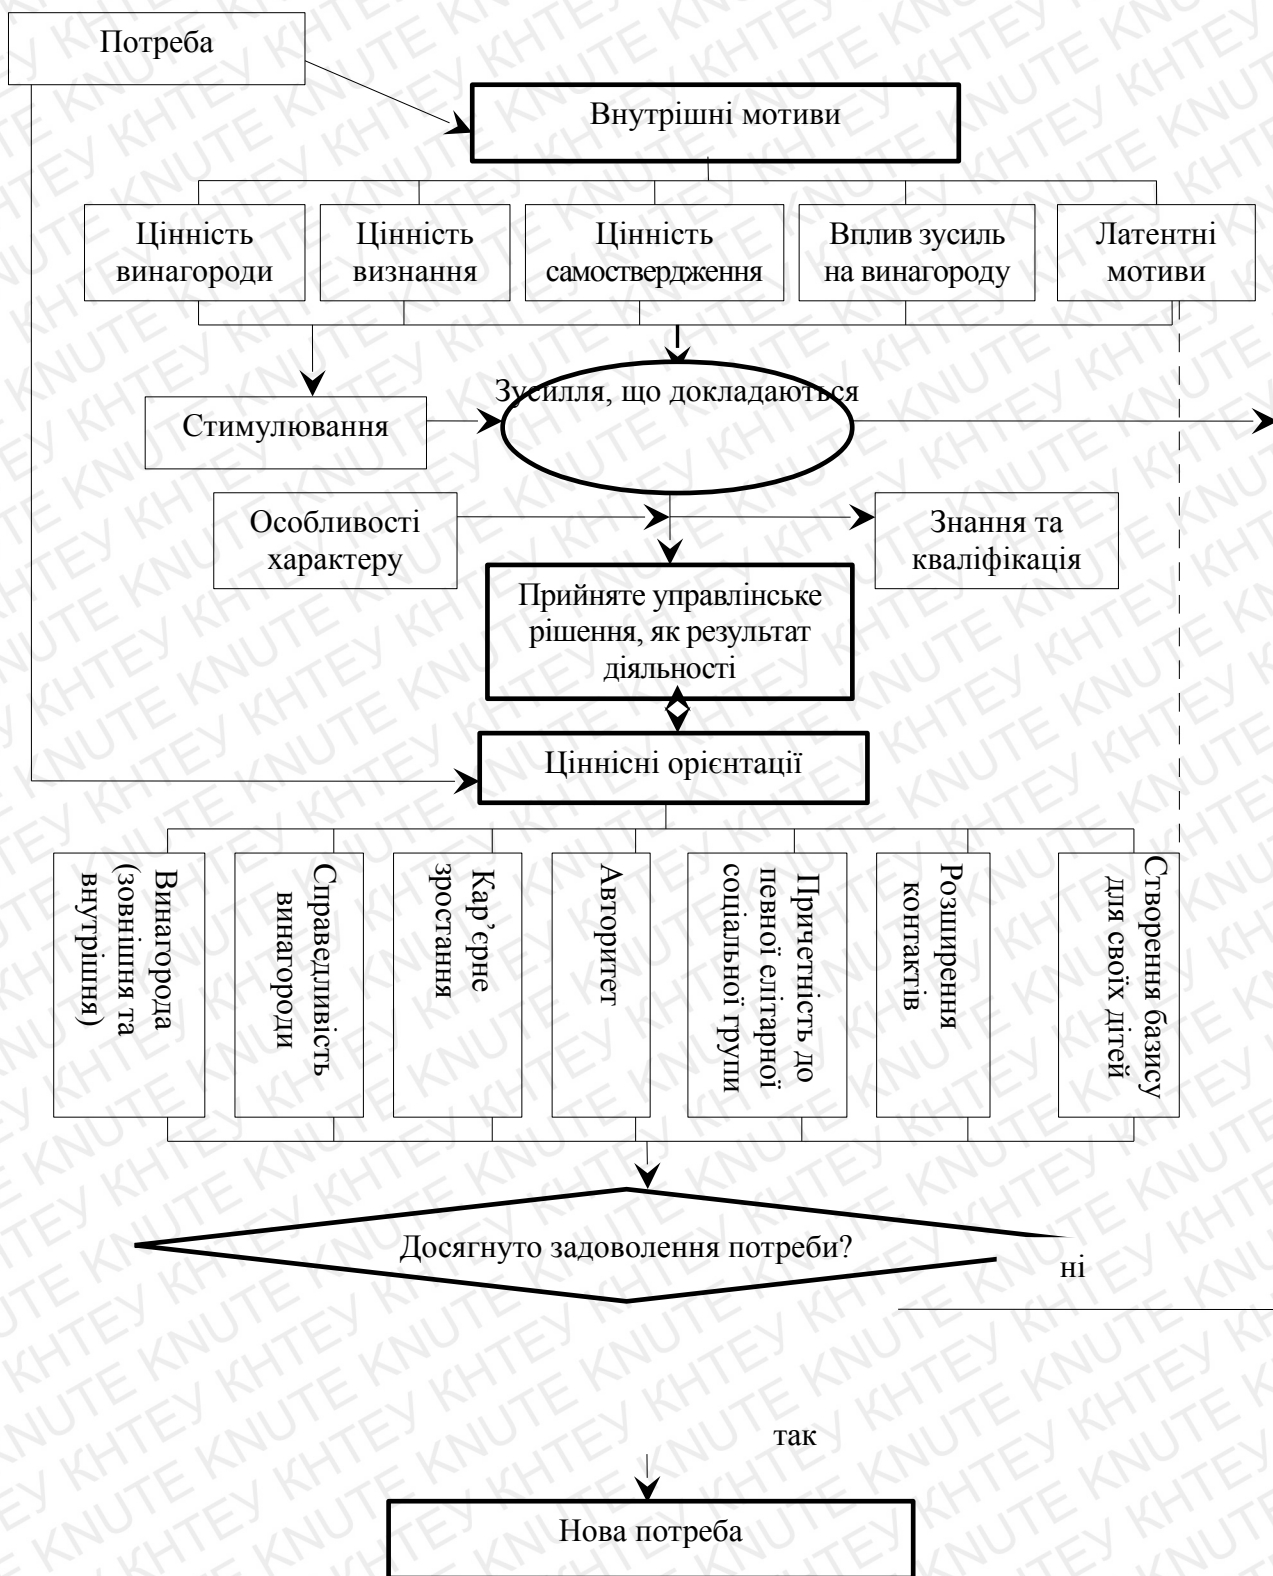 Потреба
Внутрішні мотиви
Цінність
винагороди
Цінність
визнання
Цінність
самоствердження
Вплив зусиль
на винагороду
Латентні
мотиви
Зусилля, що докладаються
Стимулювання
Особливості
характеру
Знання та
кваліфікація
Прийняте управлінське
рішення, як результат
діяльності
Ціннісні орієнтації
Винагорода
(зовнішня та
внутрішня)
Справедливість
винагороди
Кар’єрне
зростання
Авторитет
Причетність до
певної елітарної
соціальної групи
Розширення
контактів
Створення базису
для своїх дітей
Досягнуто задоволення потреби?
ні
так
Нова потреба